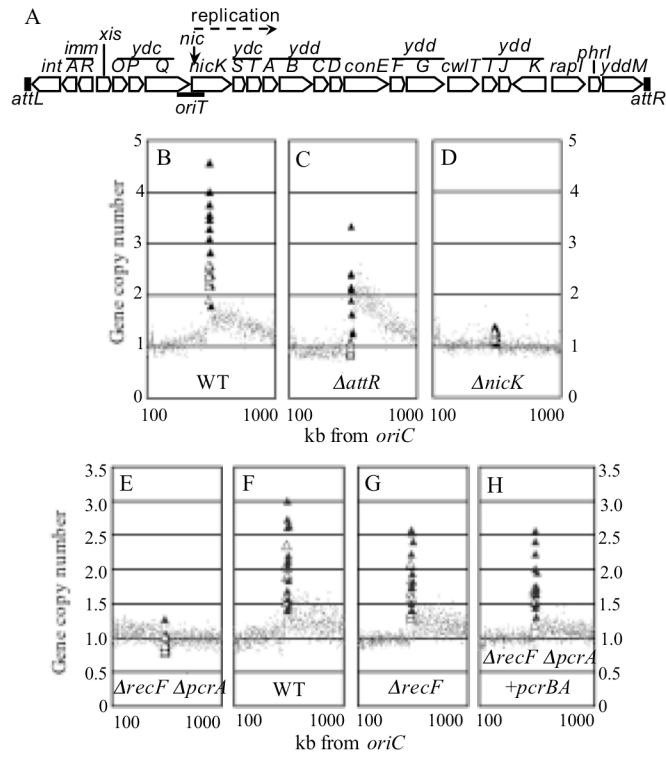 A
replication
xis
nic
imm ydc ydc ydd ydd ydd phrI
int A R O P Q nicK S T A B C D conE F G cwlT I J K rapI yddM
attL oriT attR
B C D
5 5
4 4
3 3
2 2
1 1
0 0
Gene copy number
WT ΔattR ΔnicK
100 1000 100 1000 100 1000
kb from oriC
E F G H
3.5 3.5
3.0 3.0
2.5 2.5
2.0 2.0
1.5 1.5
1.0 1.0
0.5 0.5
0 0
Gene copy number
ΔrecF ΔpcrA WT ΔrecF ΔrecF ΔpcrA
+pcrBA
100 1000 100 1000 100 1000 100 1000
kb from oriC